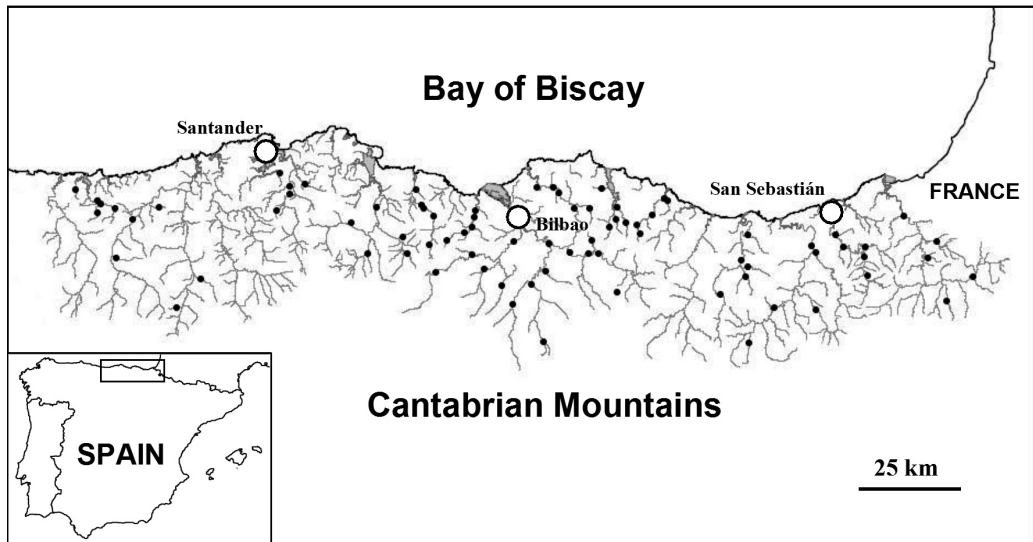 Bay of Biscay
Santander
San Sebastián
FRANCE
Bilbao
Cantabrian Mountains
SPAIN
25 km